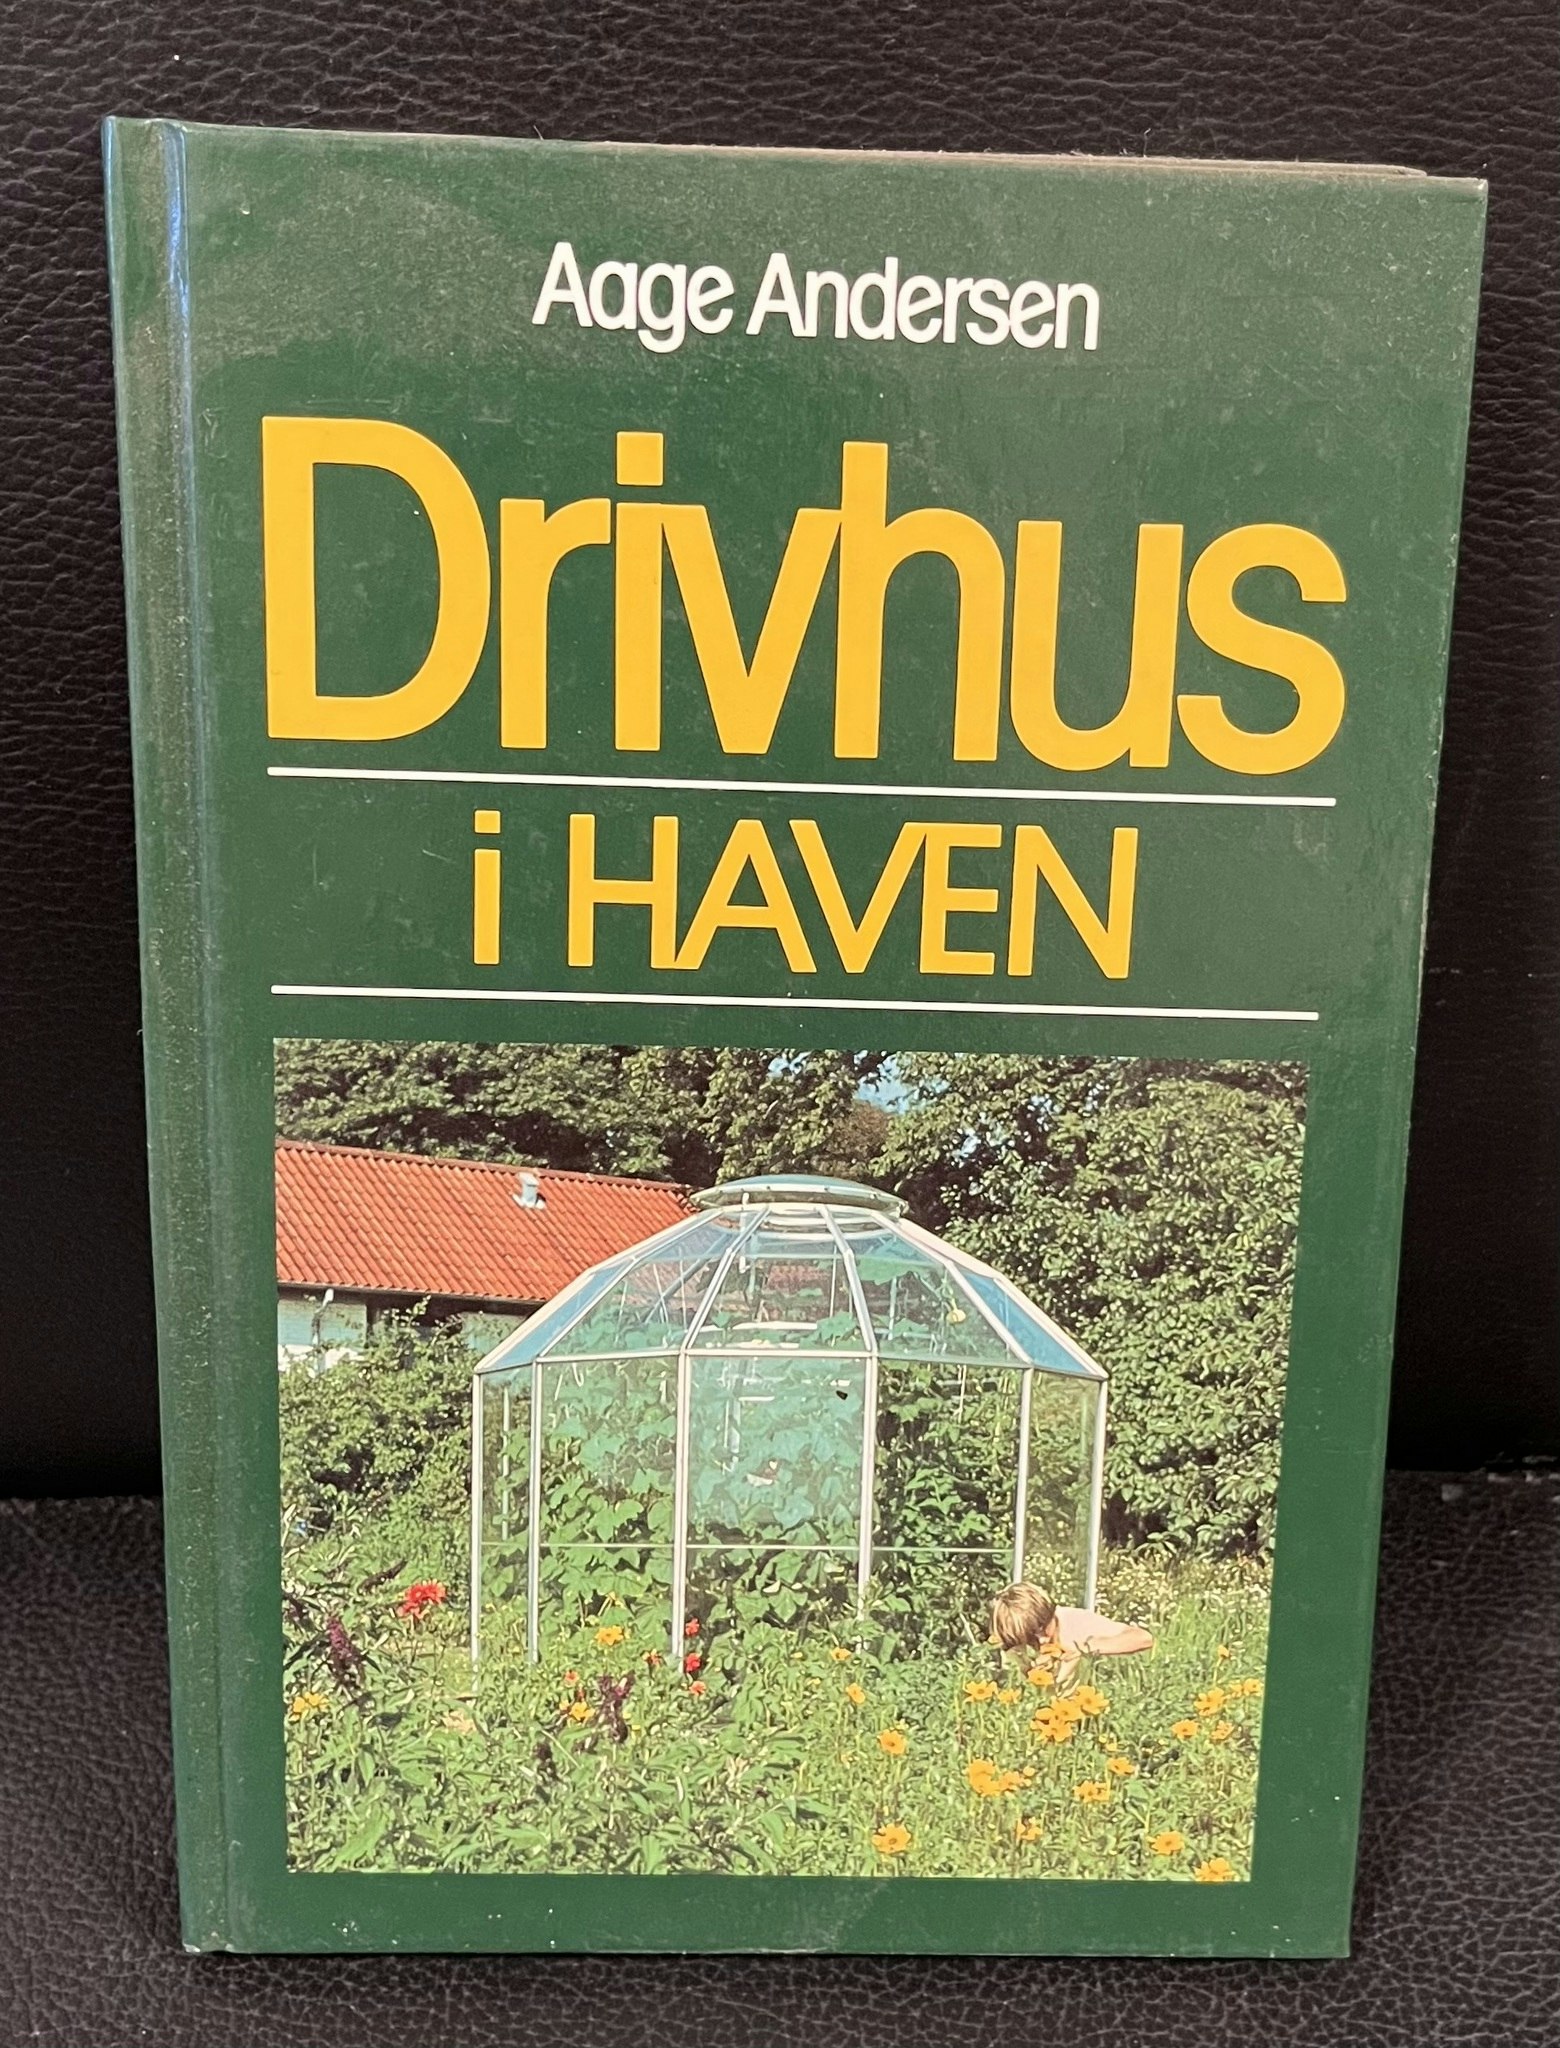 Aage Andersen
Drivhus
i HAVEN